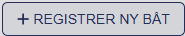 + REGISTRER NY BÅT